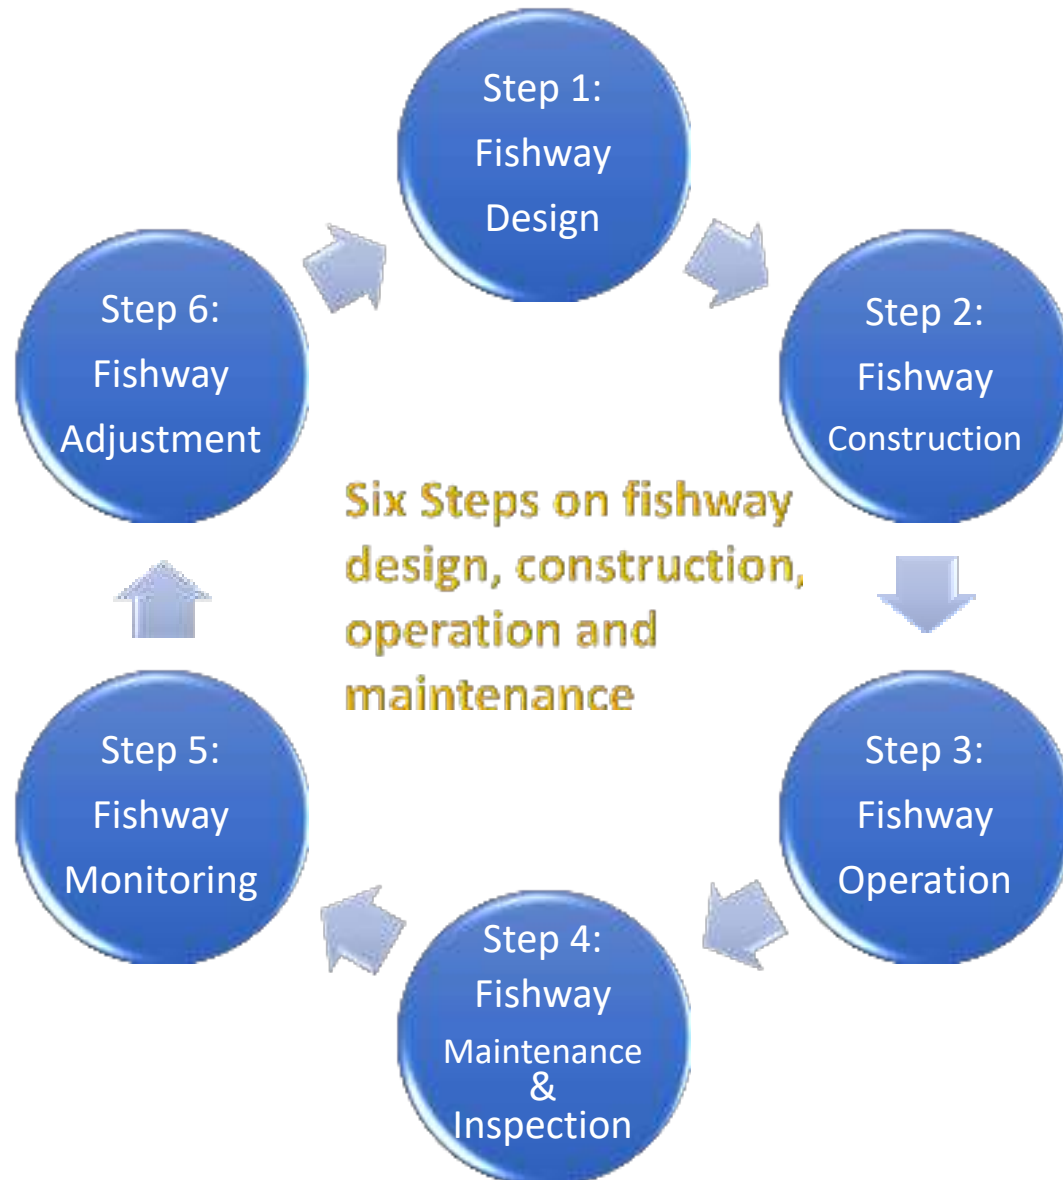 Step 1:
Fishway
Design
Step 2:
Fishway
Construction
Step 3:
Fishway
Operation
Step 4:
Fishway
Maintenance
&
Inspection
Step 5:
Fishway
Monitoring
Step 6:
Fishway
Adjustment
Six Steps on fishway
design, construction,
operation and
maintenance